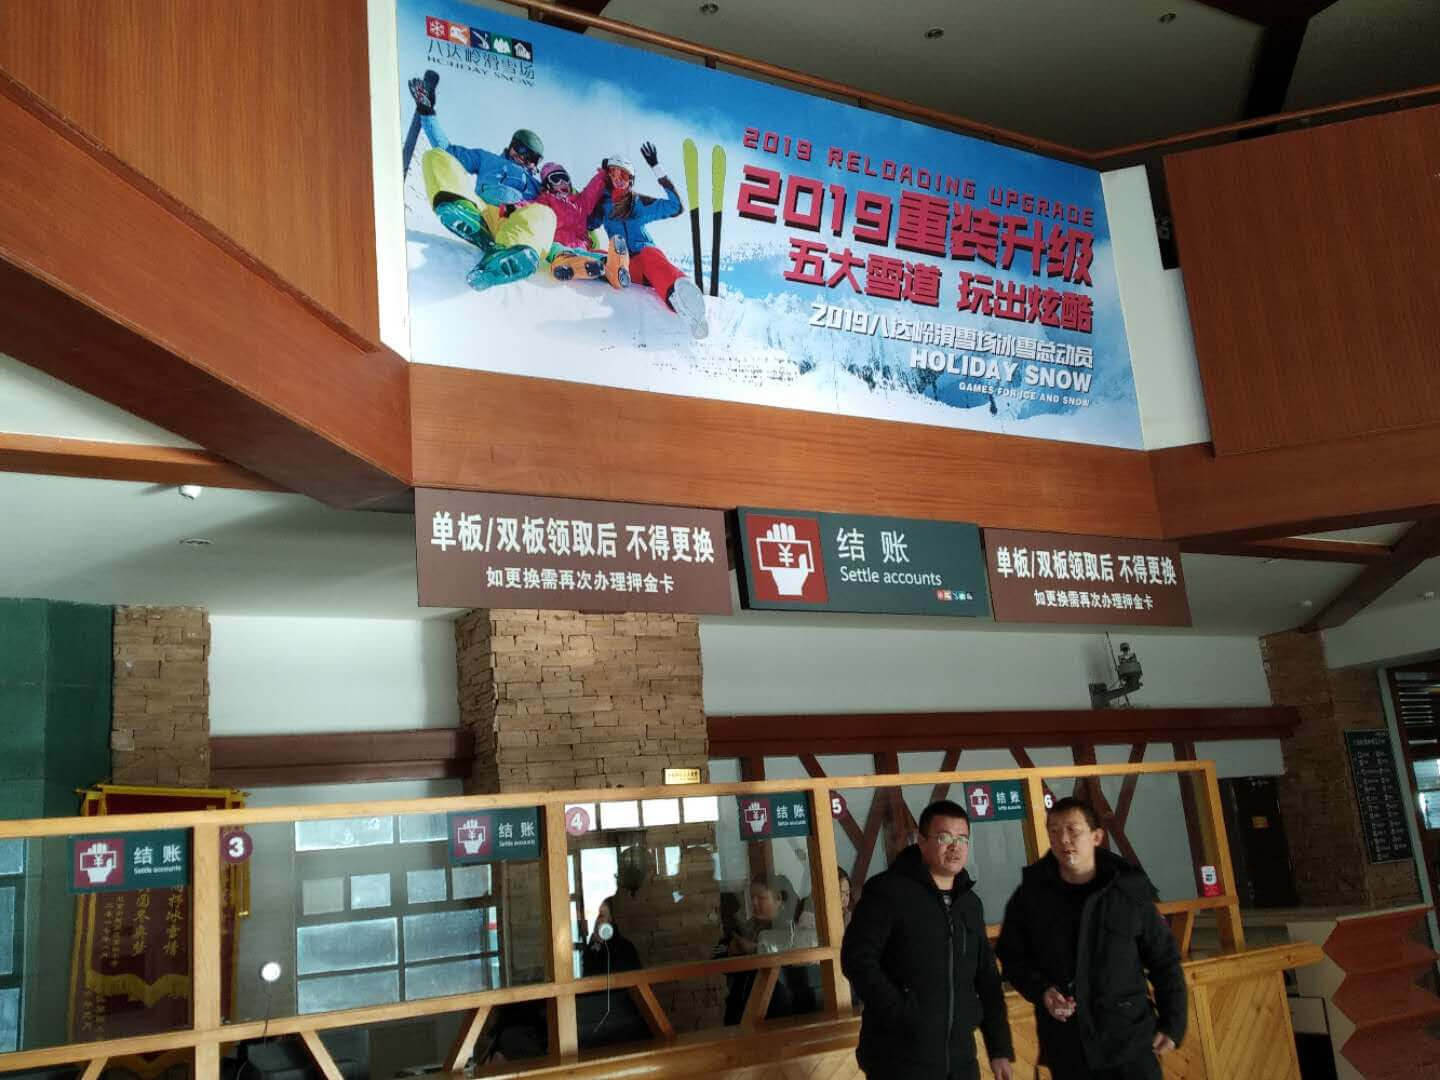 八达岭滑雪场
HOLIDAY SNOW
2019 RELOADING UPGRADE
2019重装升级
五大雪道 玩出炫酷
2019八达岭滑雪场冰雪总动员
HOLIDAY SNOW
GAMES FOR ICE AND SNOW
单板/双板领取后 不得更换
如更换需再次办理押金卡
¥
结账
Settle accounts
单板/双板领取后 不得更换
如更换需再次办理押金卡
结账
Settle accounts
3
结账
Settle accounts
4
结账
Settle accounts
5
结账
Settle accounts
6